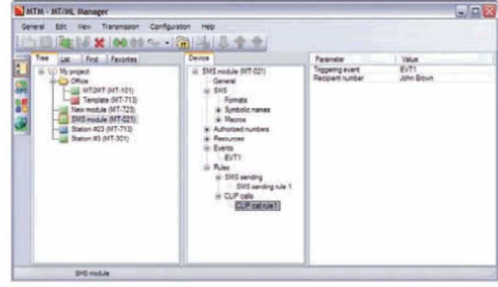 MTM - MT/ML Manager
General Edit View Transmission Configuration Help
Tree List Find Favorites
My project
Office
MT2MT (MT-101)
Template (MT-713)
New module (MT-723)
SMS module (MT-021)
Station #23 (MT-713)
Station #3 (MT-301)
Device
SMS module (MT-021)
General
SMS
Formats
Symbolic names
Macros
Authorized numbers
Resources
Events
EVT1
Rules
SMS sending
SMS sending rule 1
CLIP calls
CLIP call rule 1
Parameter Value
Triggering event EVT1
Recipient number John Brown
SMS module